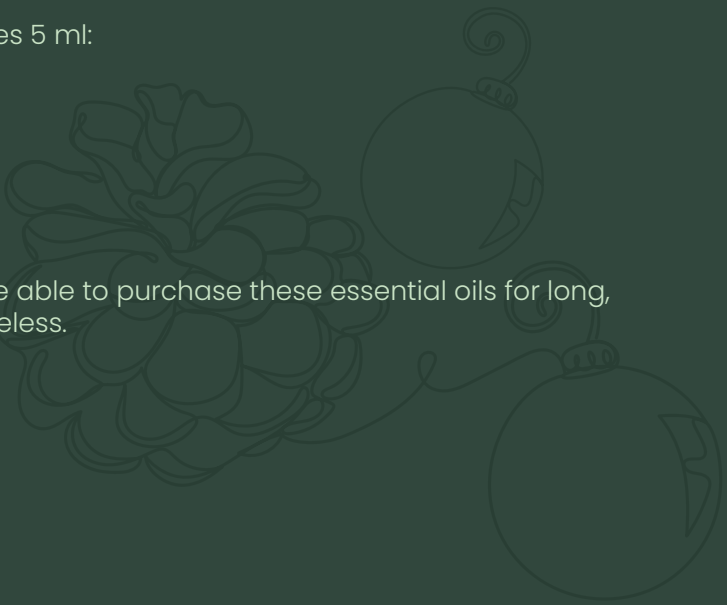 es 5 ml:
e able to purchase these essential oils for long,
eless.